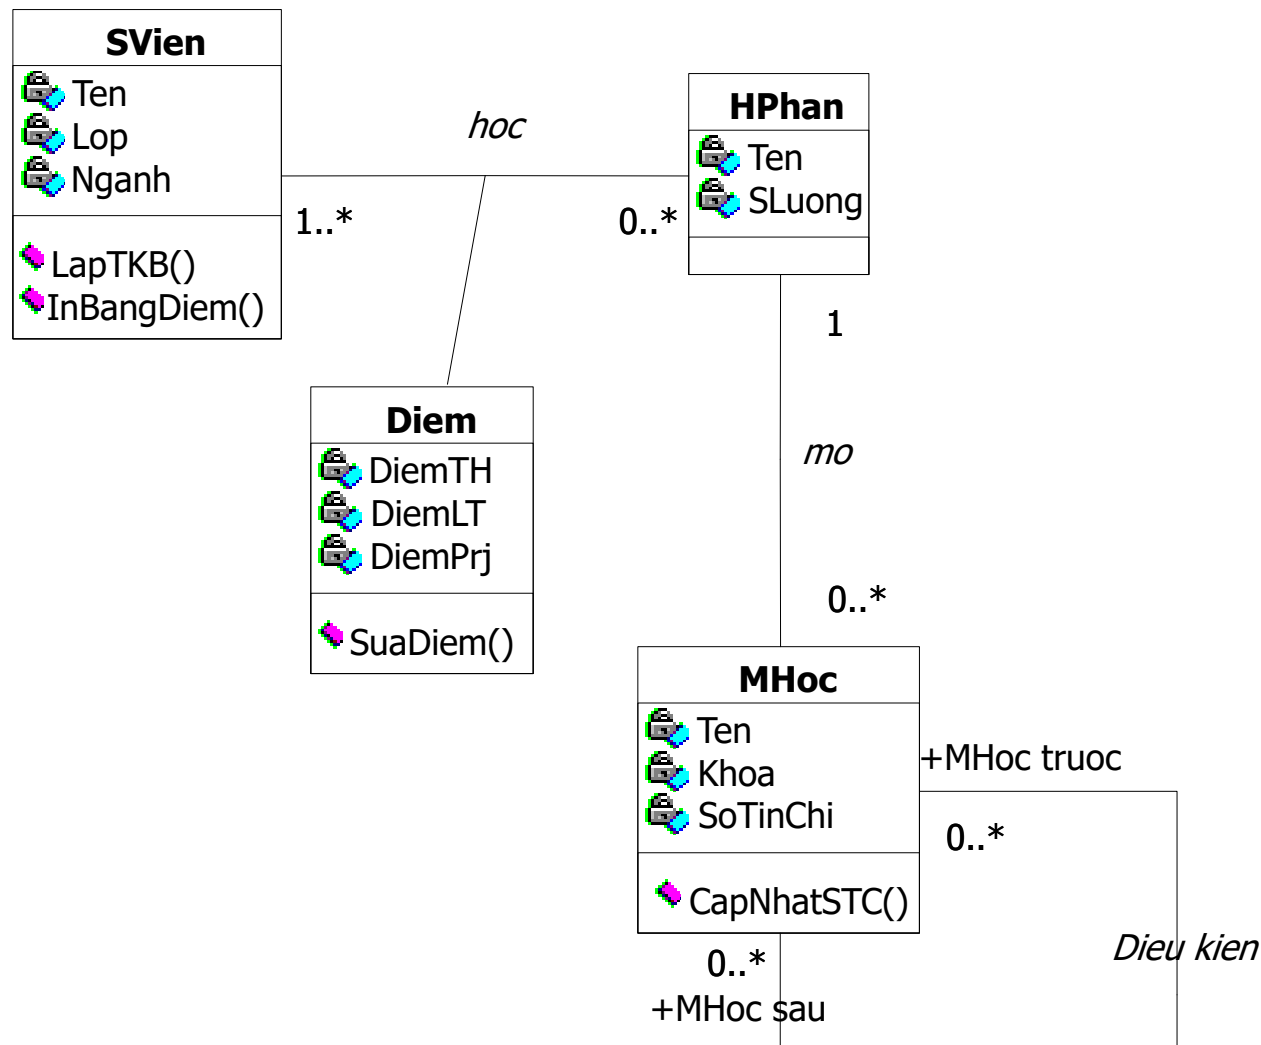 SVien
Ten
Lop
Nganh
LapTKB()
InBangDiem()
hoc
1..*
0..*
HPhan
Ten
SLuong
1
mo
0..*
Diem
DiemTH
DiemLT
DiemPrj
SuaDiem()
MHoc
Ten
Khoa
SoTinChi
CapNhatSTC()
+MHoc truoc
0..*
Dieu kien
0..*
+MHoc sau